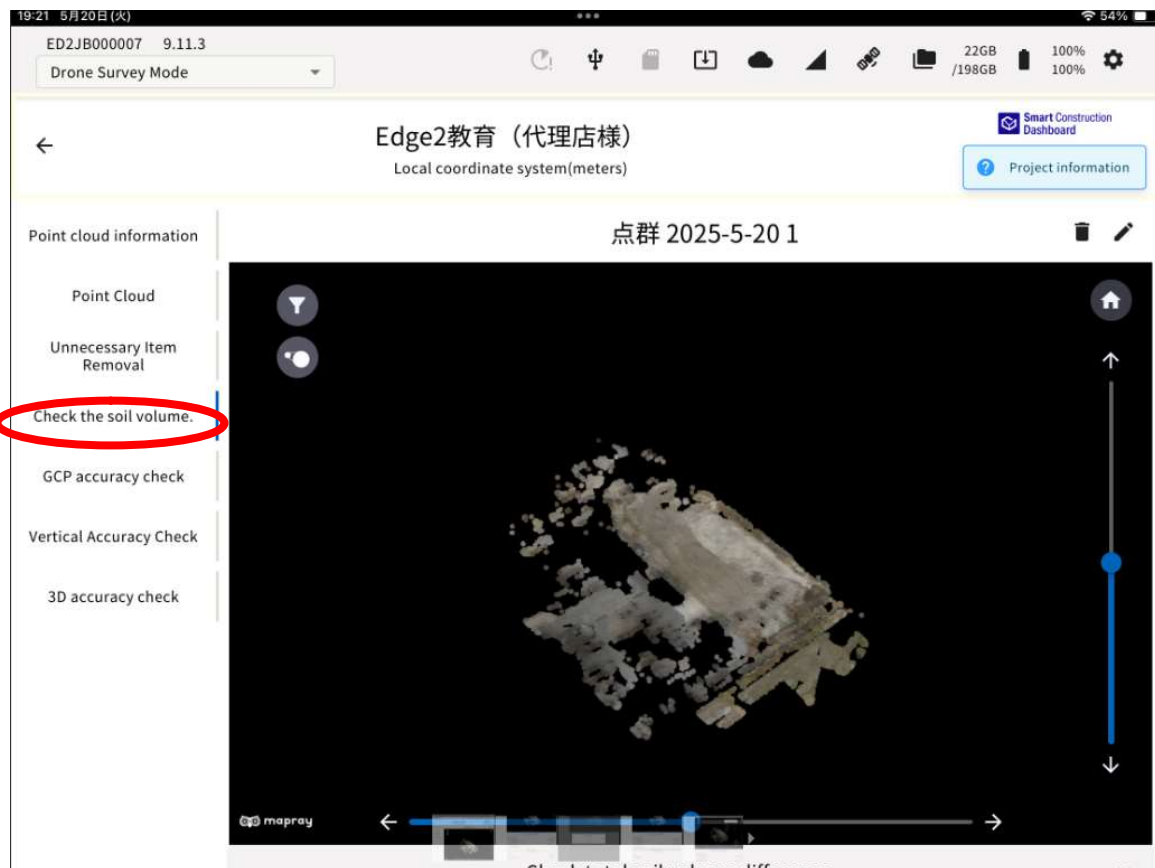 19:21 5月20日(火)
54%
ED2JB000007 9.11.3
Drone Survey Mode
22GB
/198GB
100%
100%
Edge2教育（代理店様）
Local coordinate system(meters)
Smart Construction
Dashboard
Project information
Point cloud information
点群 2025-5-20 1
Point Cloud
Unnecessary Item
Removal
Check the soil volume.
GCP accuracy check
Vertical Accuracy Check
3D accuracy check
mapray